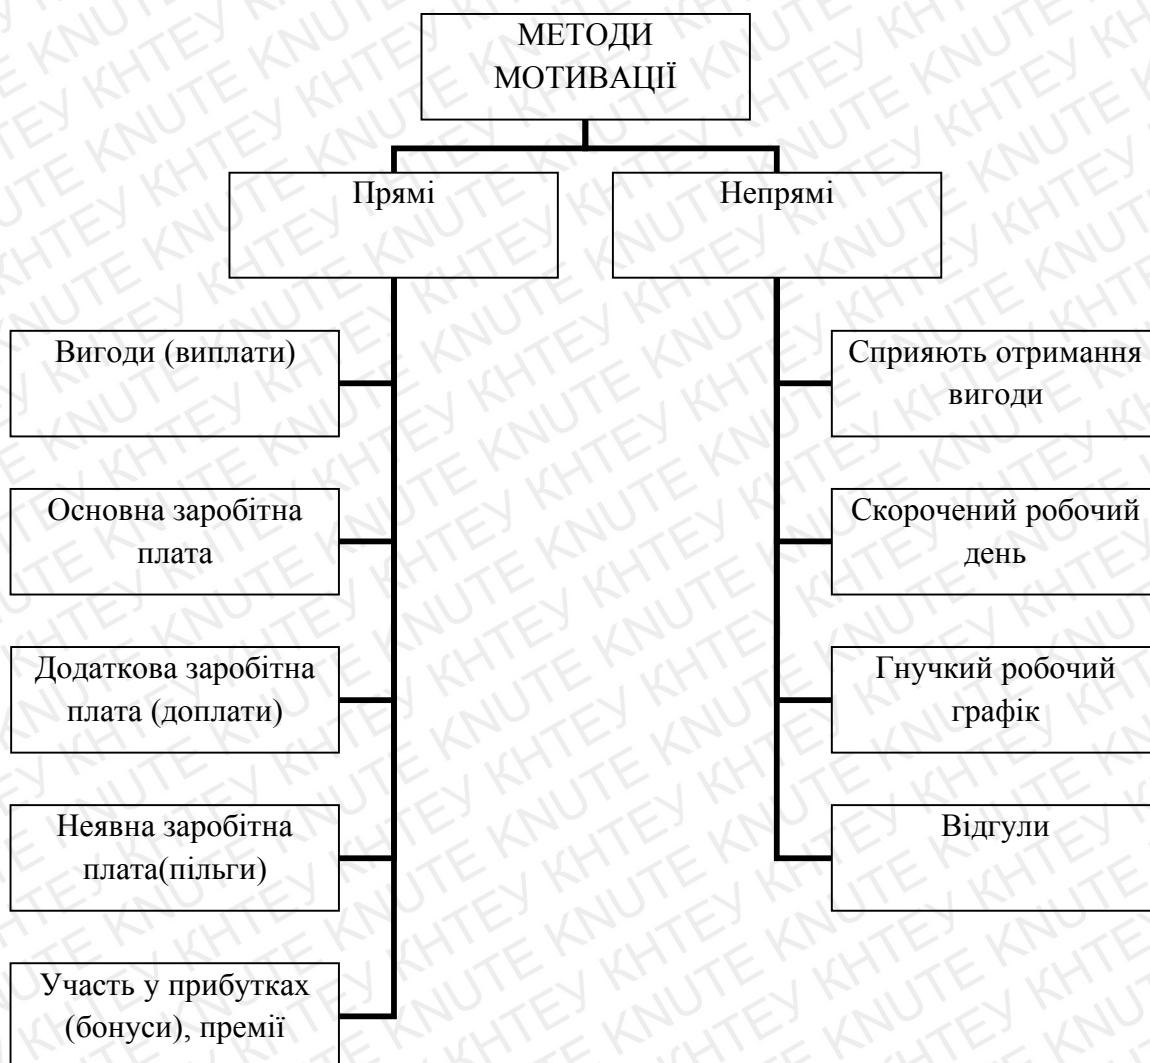 МЕТОДИ
МОТИВАЦІЇ
Прямі
Непрямі
Вигоди (виплати)
Основна заробітна
плата
Додаткова заробітна
плата (доплати)
Неявна заробітна
плата(пільги)
Участь у прибутках
(бонуси), премії
Сприяють отримання
вигоди
Скорочений робочий
день
Гнучкий робочий
графік
Відгули